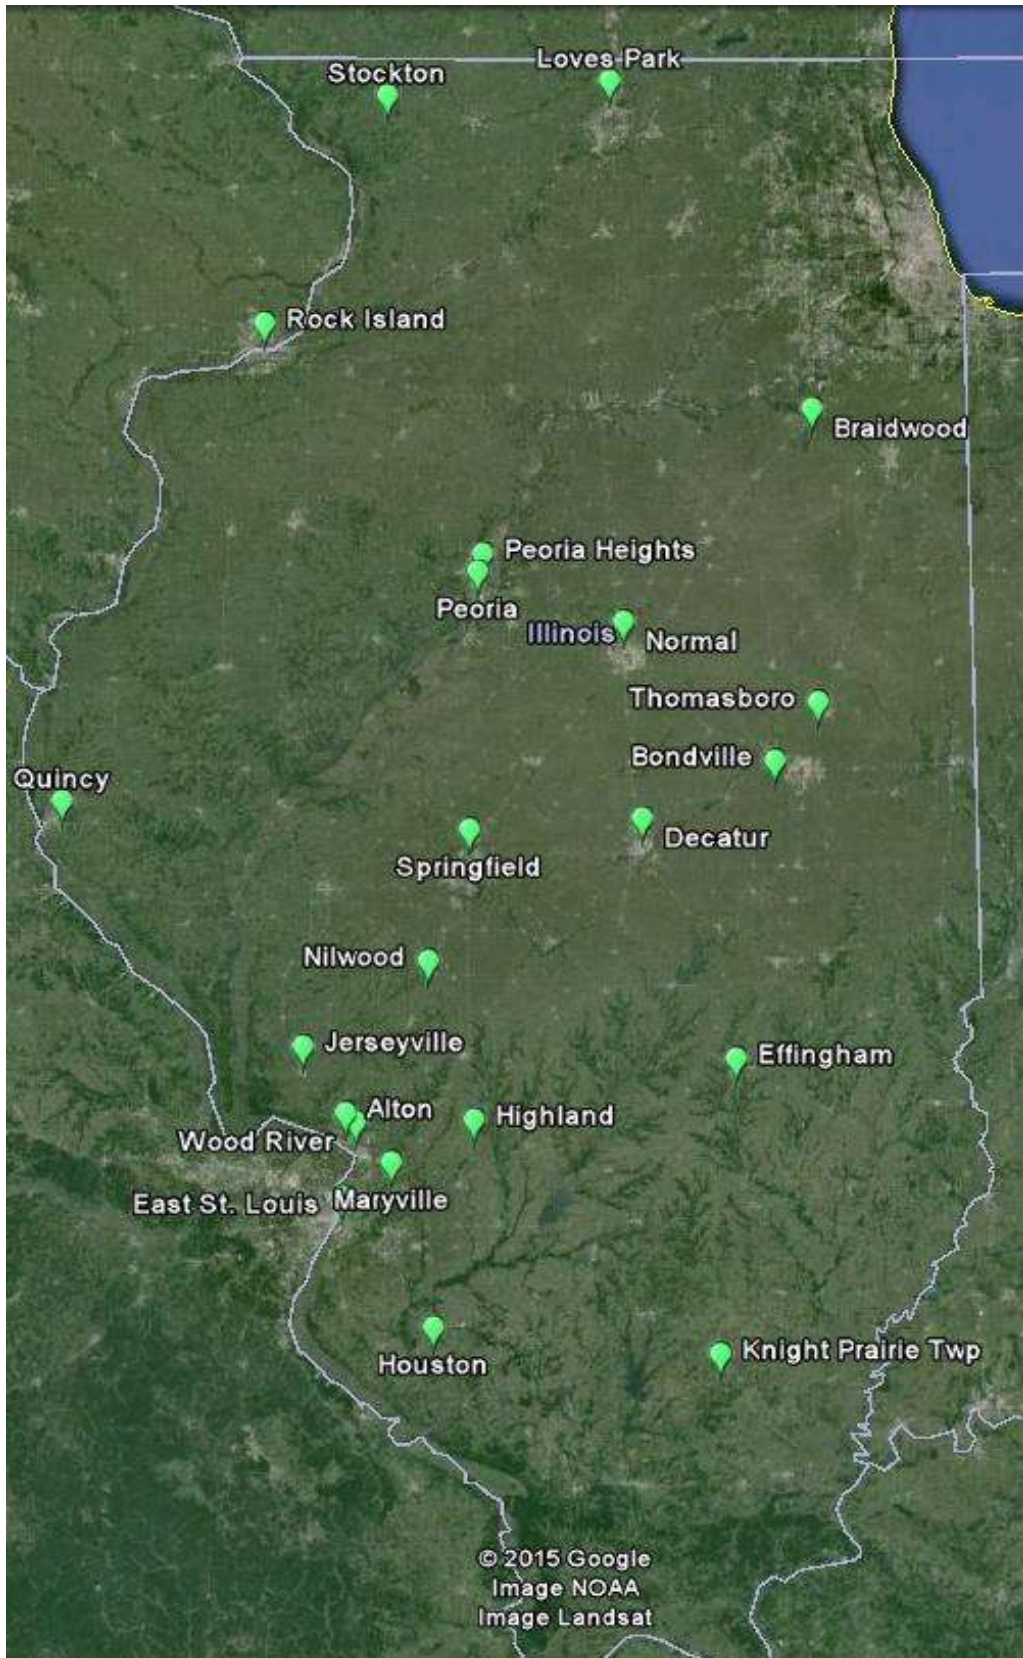 Loves Park
Stockton
Rock Island
Braidwood
Peoria Heights
Peoria
Illinois
Normal
Thomasboro
Bondville
Quincy
Decatur
Springfield
Nilwood
Jerseyville
Effingham
Alton
Highland
Wood River
East St. Louis
Maryville
Knight Prairie Twp
Houston
© 2015 Google
Image NOAA
Image Landsat